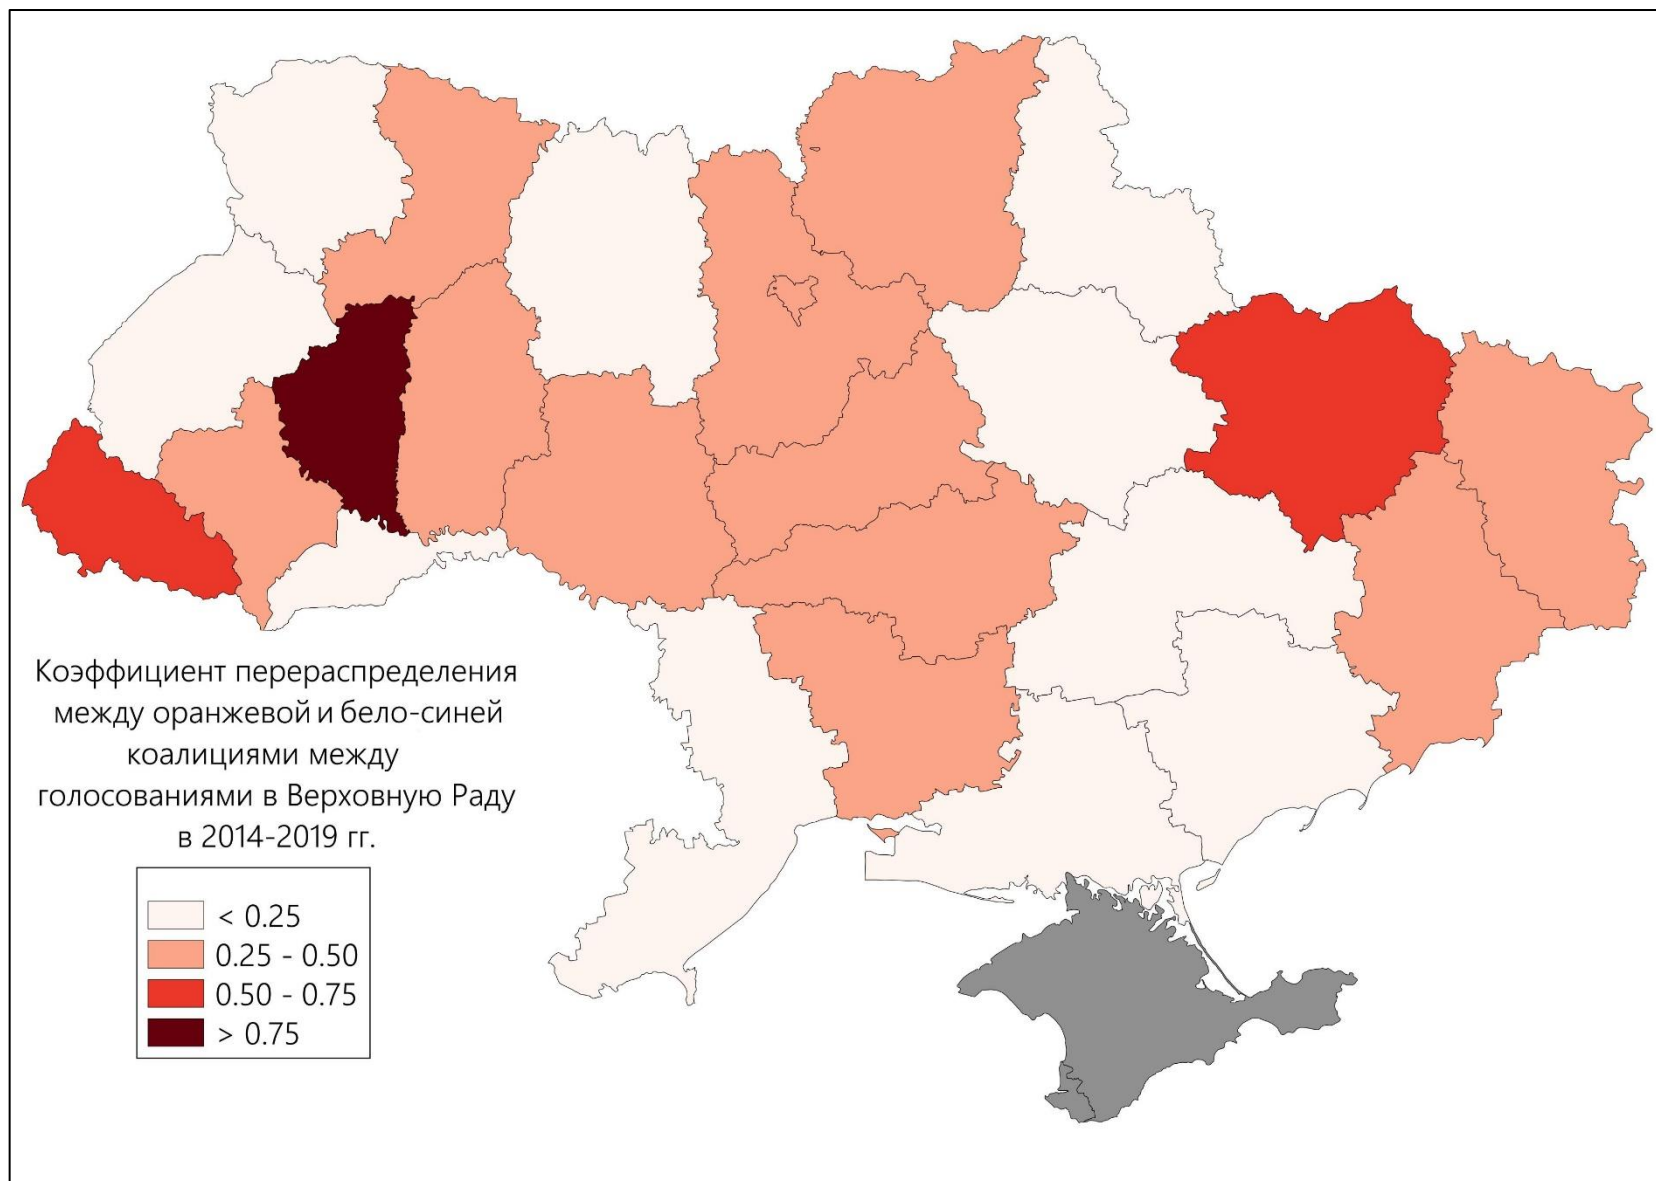 Коэффициент перераспределения
между оранжевой и бело-синей
коалициями между
голосованиями в Верховную Раду
в 2014-2019 гг.
< 0.25
0.25 - 0.50
0.50 - 0.75
> 0.75